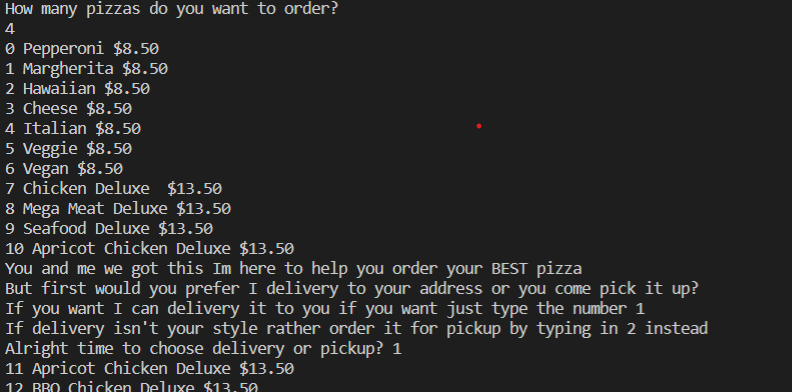 How many pizzas do you want to order?
4
0 Pepperoni $8.50
1 Margherita $8.50
2 Hawaiian $8.50
3 Cheese $8.50
4 Italian $8.50
5 Veggie $8.50
6 Vegan $8.50
7 Chicken Deluxe  $13.50
8 Mega Meat Deluxe $13.50
9 Seafood Deluxe $13.50
10 Apricot Chicken Deluxe $13.50
You and me we got this Im here to help you order your BEST pizza
But first would you prefer I delivery to your address or you come pick it up?
If you want I can delivery it to you if you want just type the number 1
If delivery isn't your style rather order it for pickup by typing in 2 instead
Alright time to choose delivery or pickup? 1
11 Apricot Chicken Deluxe $13.50
12 BBQ Chicken Deluxe $13.50